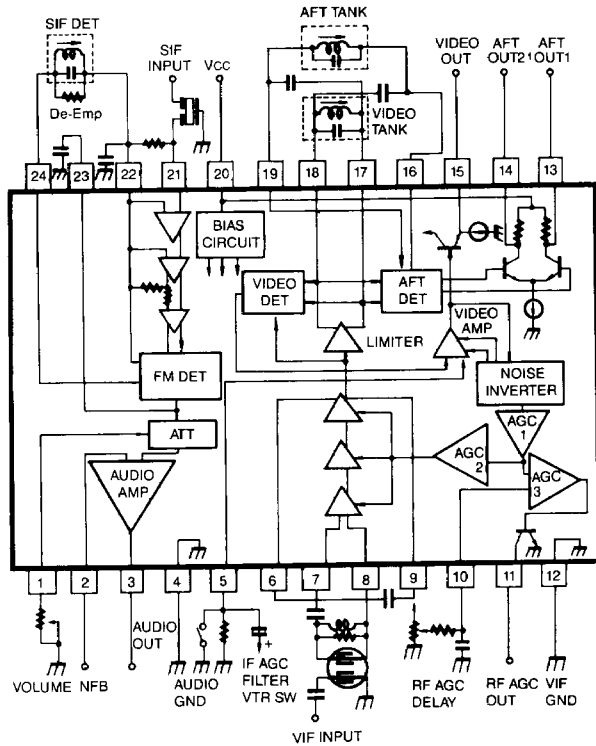 AFT TANK
SIF DET
SIF INPUT
VCC
VIDEO OUT
AFT OUT21
AFT OUT1
De-Emp
VIDEO TANK
24
23
22
21
20
19
18
17
16
15
14
13
BIAS CIRCUIT
VIDEO DET
AFT DET
VIDEO AMP
LIMITER
FM DET
NOISE INVERTER
ATT
AGC 1
AUDIO AMP
AGC 2
AGC 3
1
2
3
4
5
6
7
8
9
10
11
12
VOLUME
NFB
AUDIO OUT
AUDIO GND
IF AGC FILTER VTR SW
+
VIF INPUT
RF AGC DELAY
RF AGC OUT
VIF GND